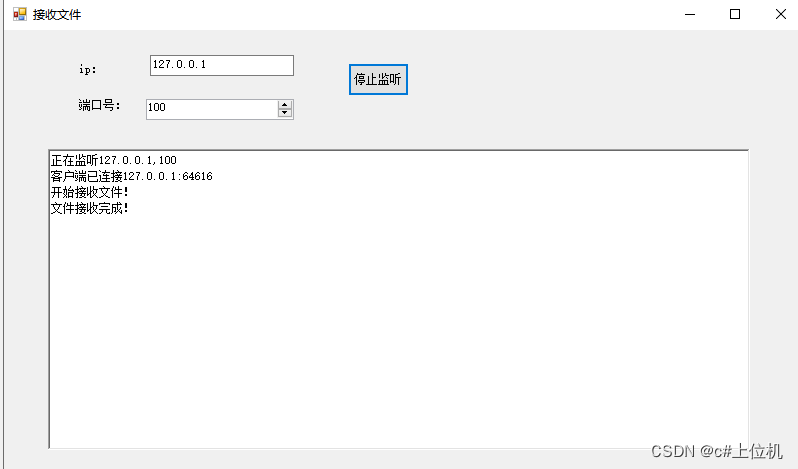 接收文件
ip:
127.0.0.1
停止监听
端口号:
100
正在监听127.0.0.1,100
客户端已连接127.0.0.1:64616
开始接收文件!
文件接收完成!
CSDN @c#上位机